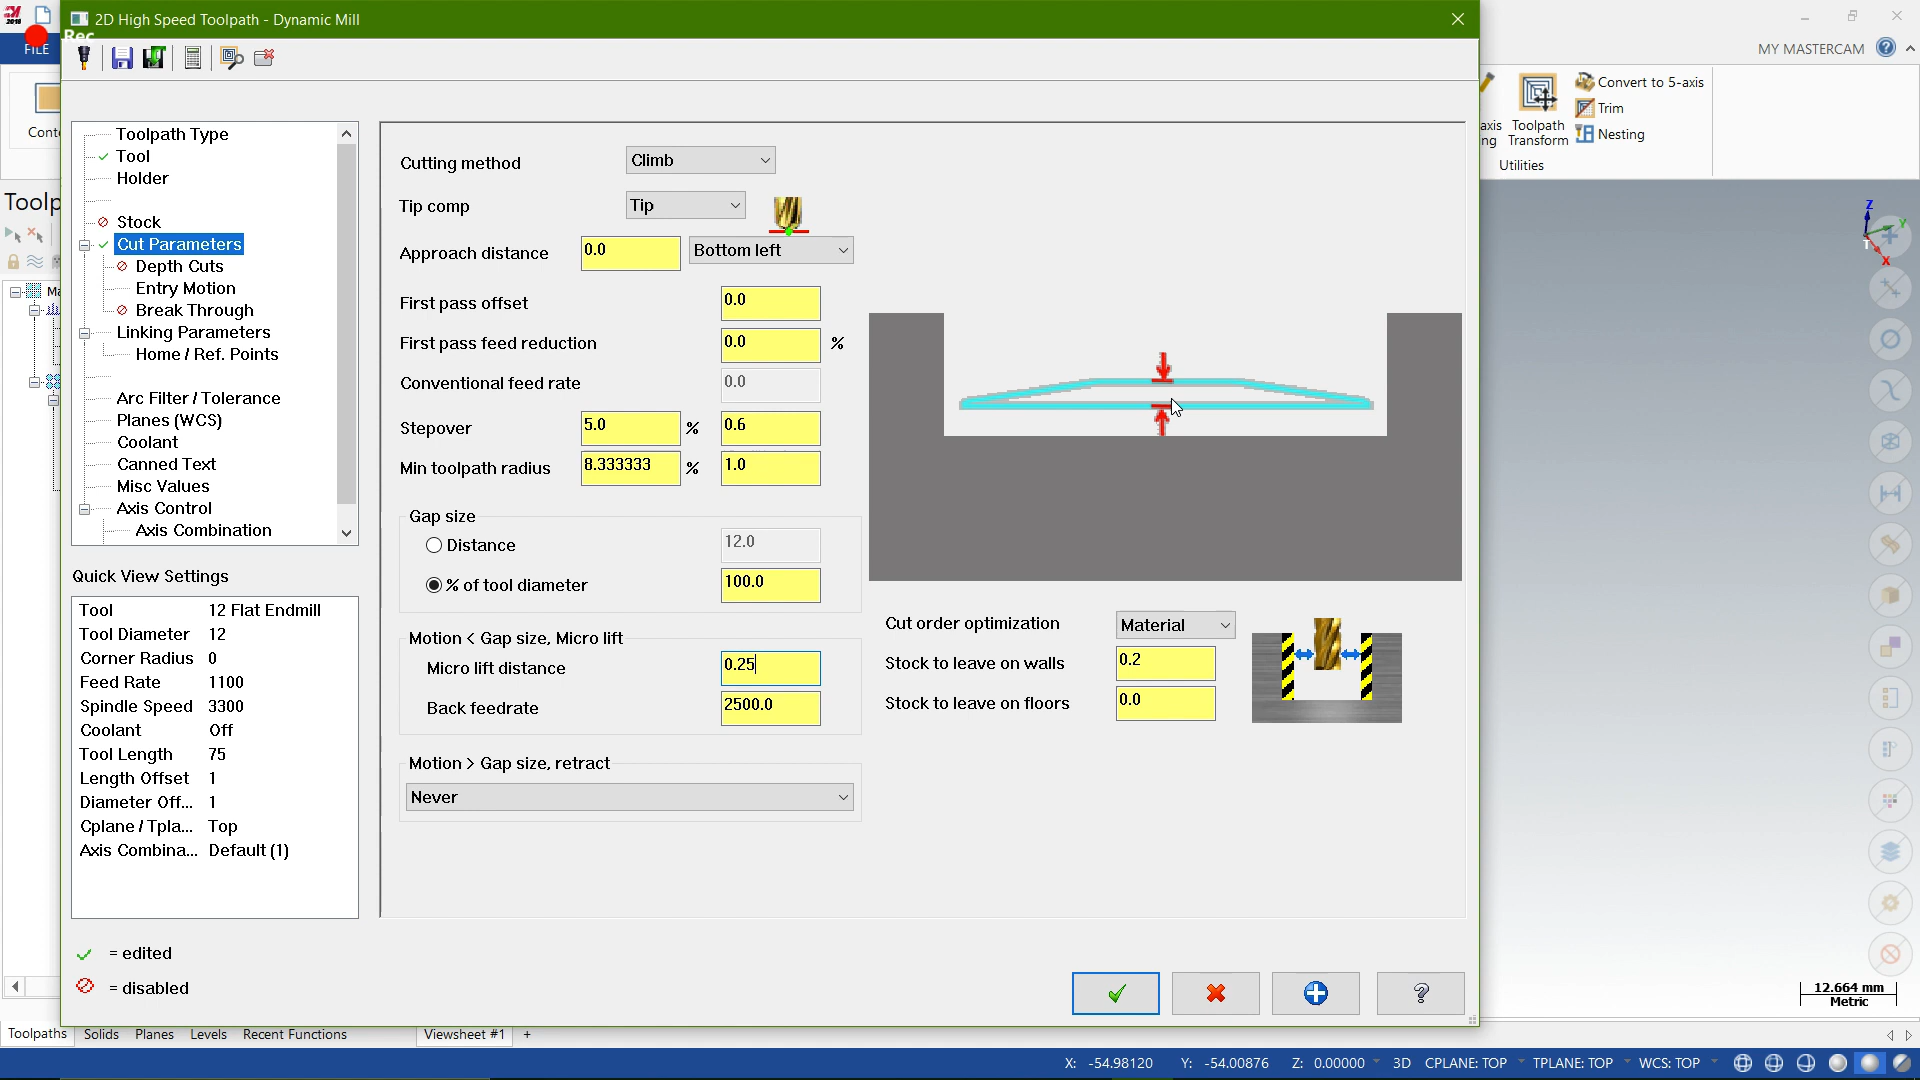 2D High Speed Toolpath - Dynamic Mill
2018
Rec
FILE
MY MASTERCAM
Convert to 5-axis
Trim
Nesting
Toolpath
Transform
Utilities
Toolpath Type
Tool
Holder
Stock
Cut Parameters
Depth Cuts
Entry Motion
Break Through
Linking Parameters
Home / Ref. Points
Arc Filter / Tolerance
Planes (WCS)
Coolant
Canned Text
Misc Values
Axis Control
Axis Combination
Quick View Settings
Tool 12 Flat Endmill
Tool Diameter 12
Corner Radius 0
Feed Rate 1100
Spindle Speed 3300
Coolant Off
Tool Length 75
Length Offset 1
Diameter Off... 1
Cplane / Tpla... Top
Axis Combina... Default (1)
= edited
= disabled
Cutting method Climb
Tip comp Tip
Approach distance 0.0 Bottom left
First pass offset 0.0
First pass feed reduction 0.0 %
Conventional feed rate 0.0
Stepover 5.0 % 0.6
Min toolpath radius 8.333333 % 1.0
Gap size
Distance 12.0
% of tool diameter 100.0
Motion < Gap size, Micro lift
Micro lift distance 0.25
Back feedrate 2500.0
Motion > Gap size, retract
Never
Cut order optimization Material
Stock to leave on walls 0.2
Stock to leave on floors 0.0
Z
Y
T
X
12.664 mm
Metric
Toolpaths Solids Planes Levels Recent Functions Viewsheet #1 +
X: -54.98120 Y: -54.00876 Z: 0.00000 3D CPLANE: TOP TPLANE: TOP WCS: TOP